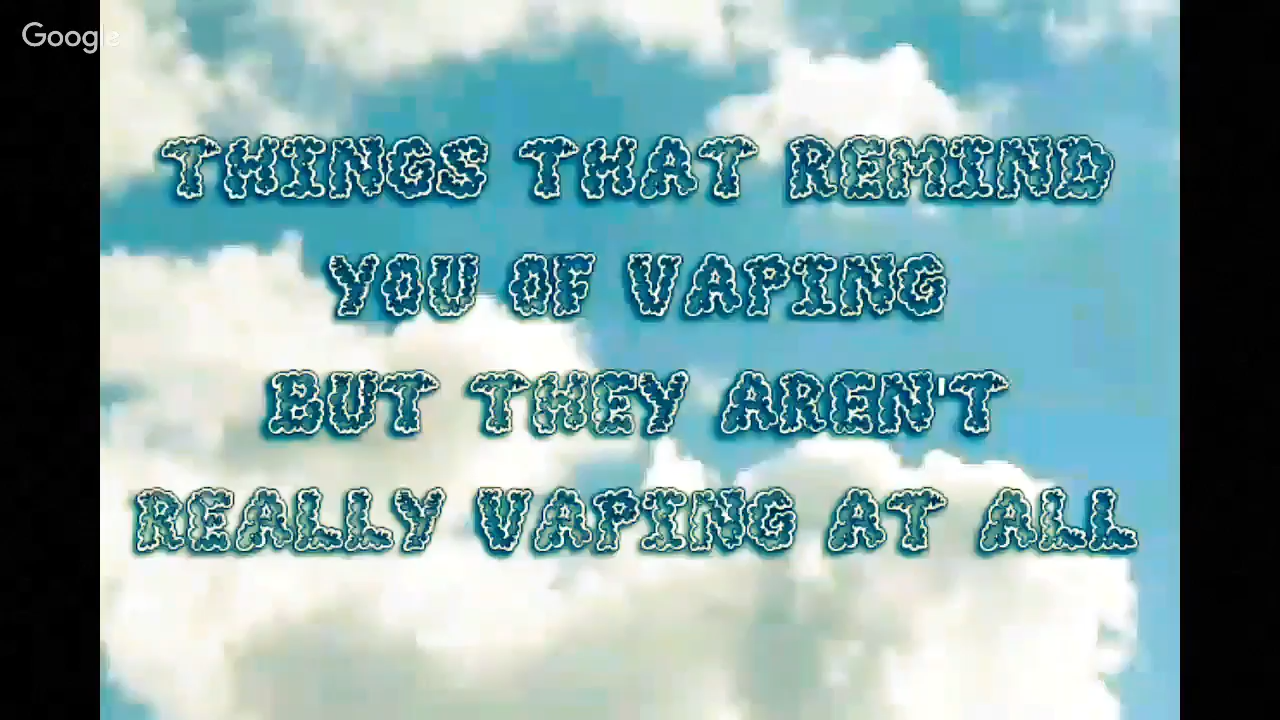 Google
THINGS THAT REMIND
YOU OF VAPING
BUT THEY AREN'T
REALLY VAPING AT ALL